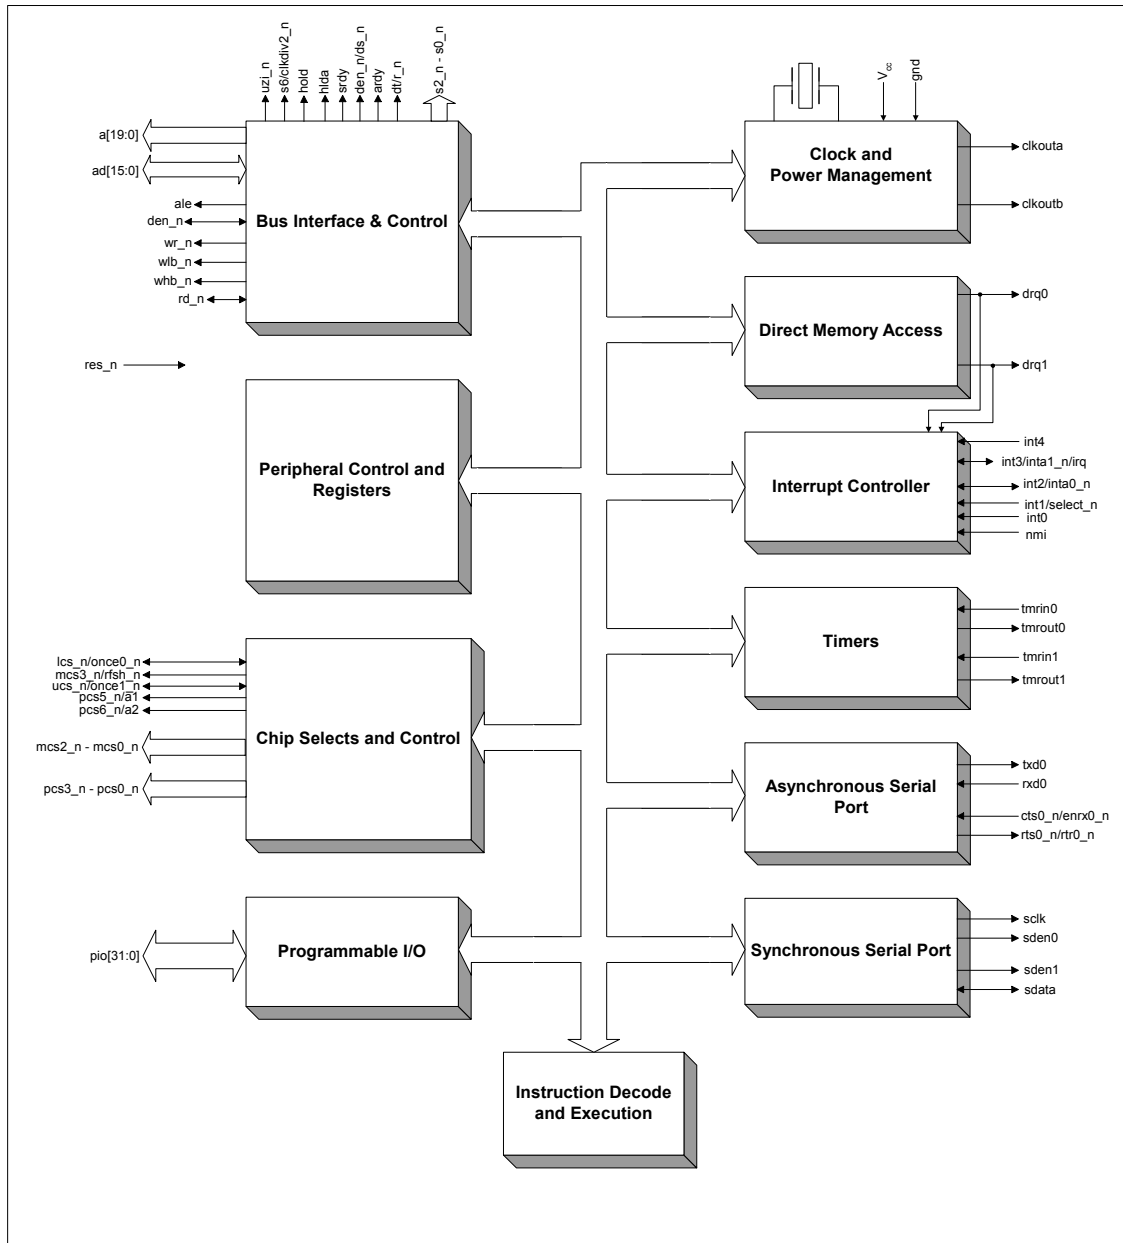 uzi_n
s6/clkdiv2_n
hold
hlda
srdy
den_n/ds_n
ardy
dt/r_n
s2_n - s0_n
a[19:0]
ad[15:0]
ale
den_n
wr_n
wlb_n
whb_n
rd_n
Bus Interface & Control
res_n
Peripheral Control and
Registers
lcs_n/once0_n
mcs3_n/rfsh_n
ucs_n/once1_n
pcs5_n/a1
pcs6_n/a2
mcs2_n - mcs0_n
pcs3_n - pcs0_n
Chip Selects and Control
pio[31:0]
Programmable I/O
Vcc
gnd
Clock and
Power Management
clkouta
clkoutb
Direct Memory Access
drq0
drq1
Interrupt Controller
int4
int3/inta1_n/irq
int2/inta0_n
int1/select_n
int0
nmi
Timers
tmrin0
tmrout0
tmrin1
tmrout1
Asynchronous Serial
Port
txd0
rxd0
cts0_n/enrx0_n
rts0_n/rtr0_n
Synchronous Serial Port
sclk
sden0
sden1
sdata
Instruction Decode
and Execution